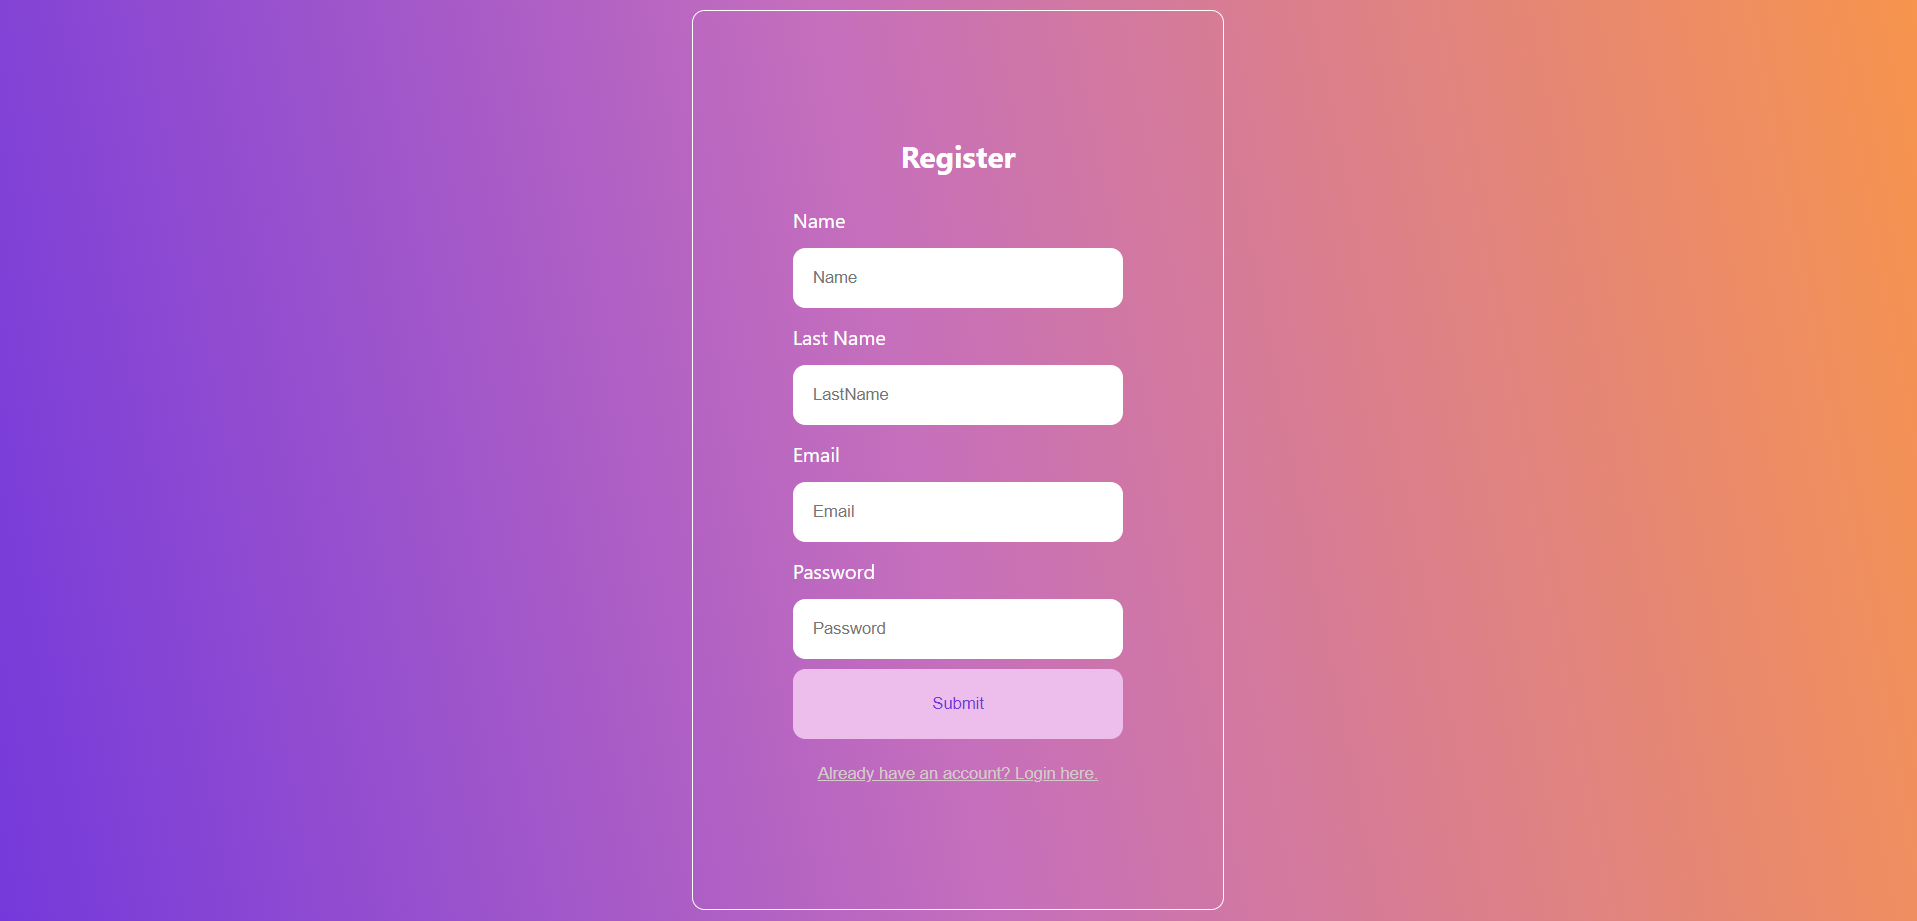 Register
Name
Name
Last Name
LastName
Email
Email
Password
Password
Submit
Already have an account? Login here.